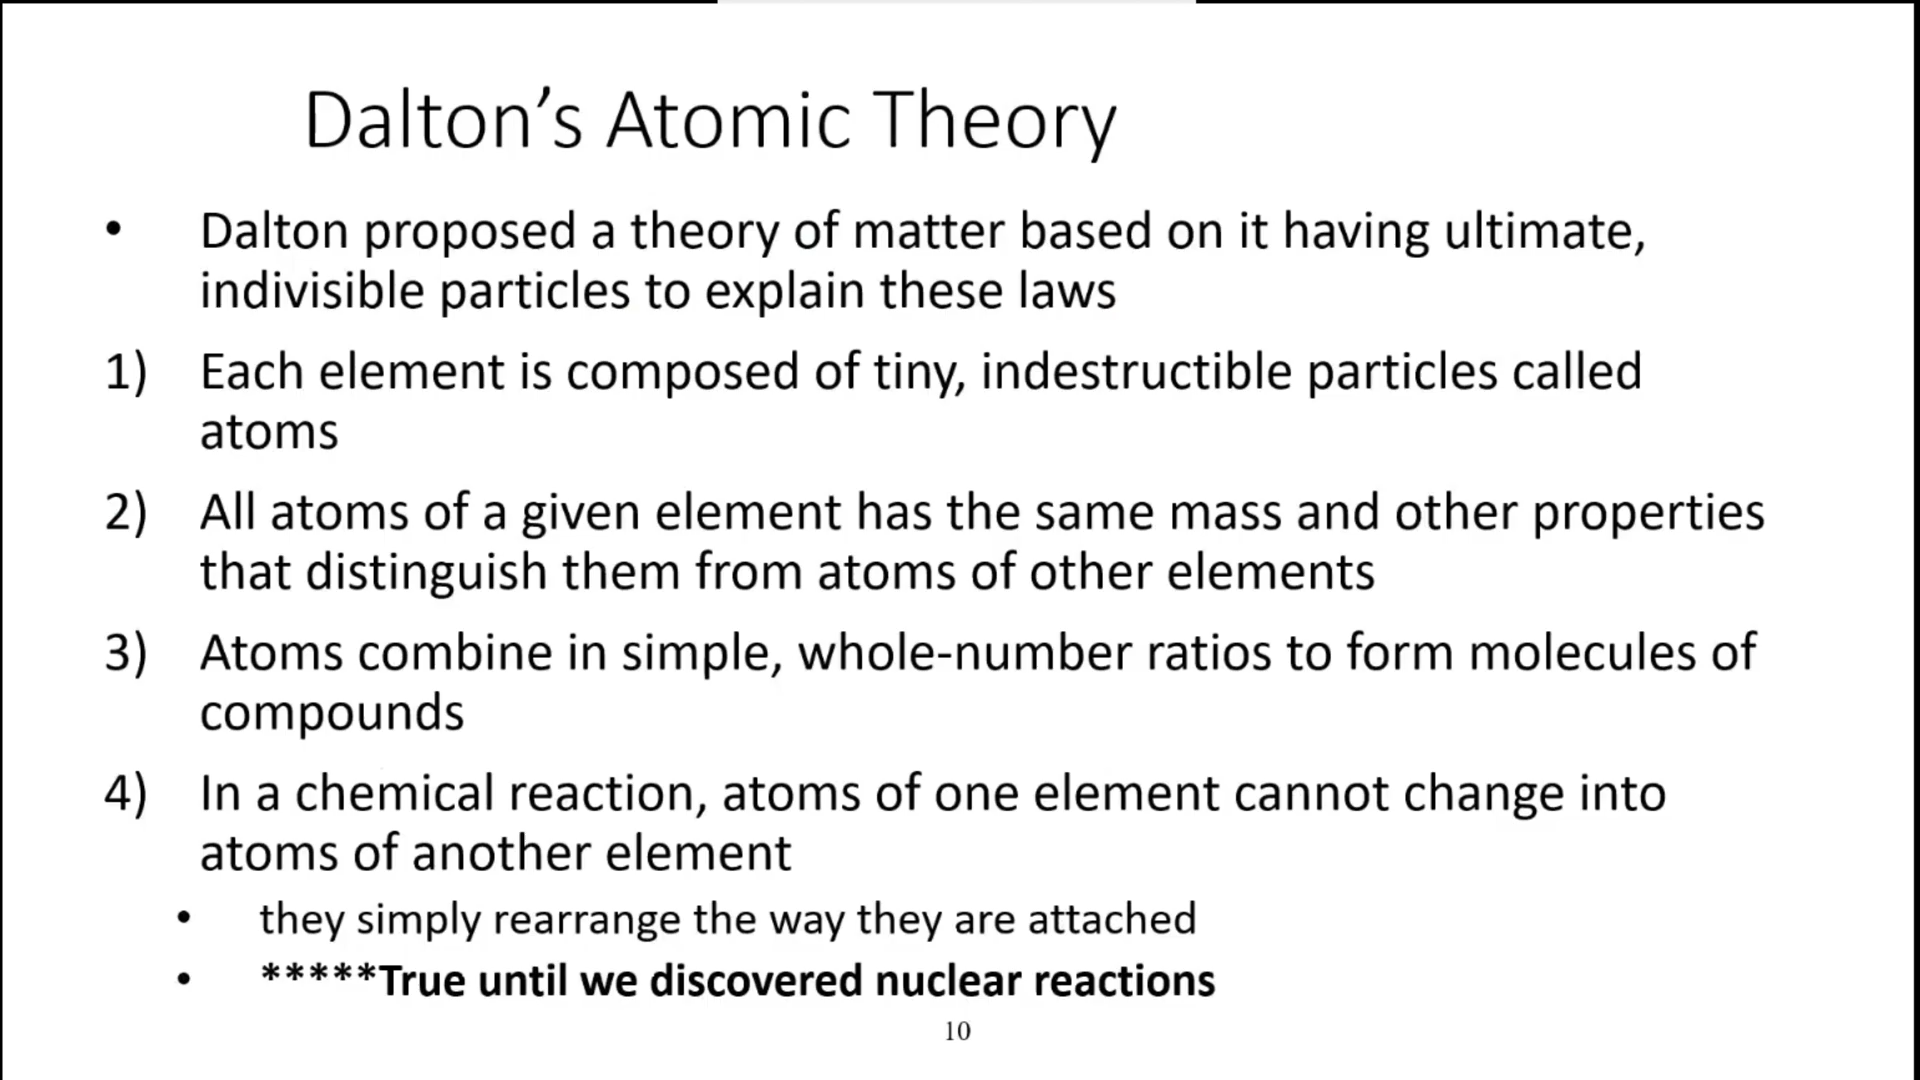 Dalton’s Atomic Theory
• Dalton proposed a theory of matter based on it having ultimate,
indivisible particles to explain these laws
1) Each element is composed of tiny, indestructible particles called
atoms
2) All atoms of a given element has the same mass and other properties
that distinguish them from atoms of other elements
3) Atoms combine in simple, whole-number ratios to form molecules of
compounds
4) In a chemical reaction, atoms of one element cannot change into
atoms of another element
• they simply rearrange the way they are attached
• *****True until we discovered nuclear reactions
10